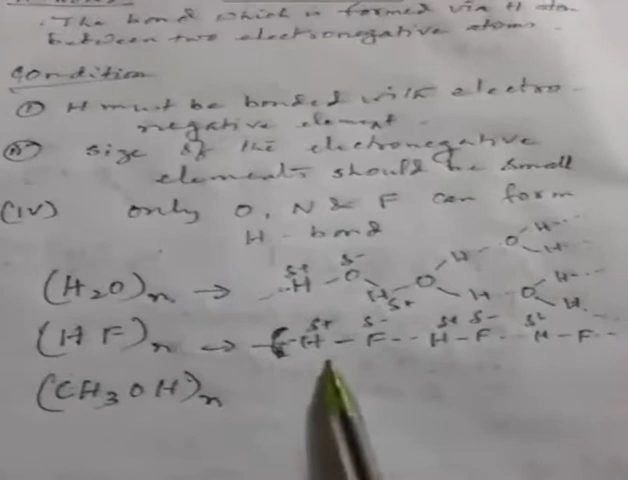 The bond which is formed via H atom
between two electronegative atoms.
Condition
(i) H must be bonded with electro-
negative element.
(ii) size of the electronegative
elements should be small
(iv) only O, N & F can form
H-bond
(H2O)n → ...H δ+ O δ- H δ+ O H H O H H... O H... H...
(HF)n → H δ+ - F δ- ... H δ+ - F δ- ... H δ+ - F ...
(CH3OH)n